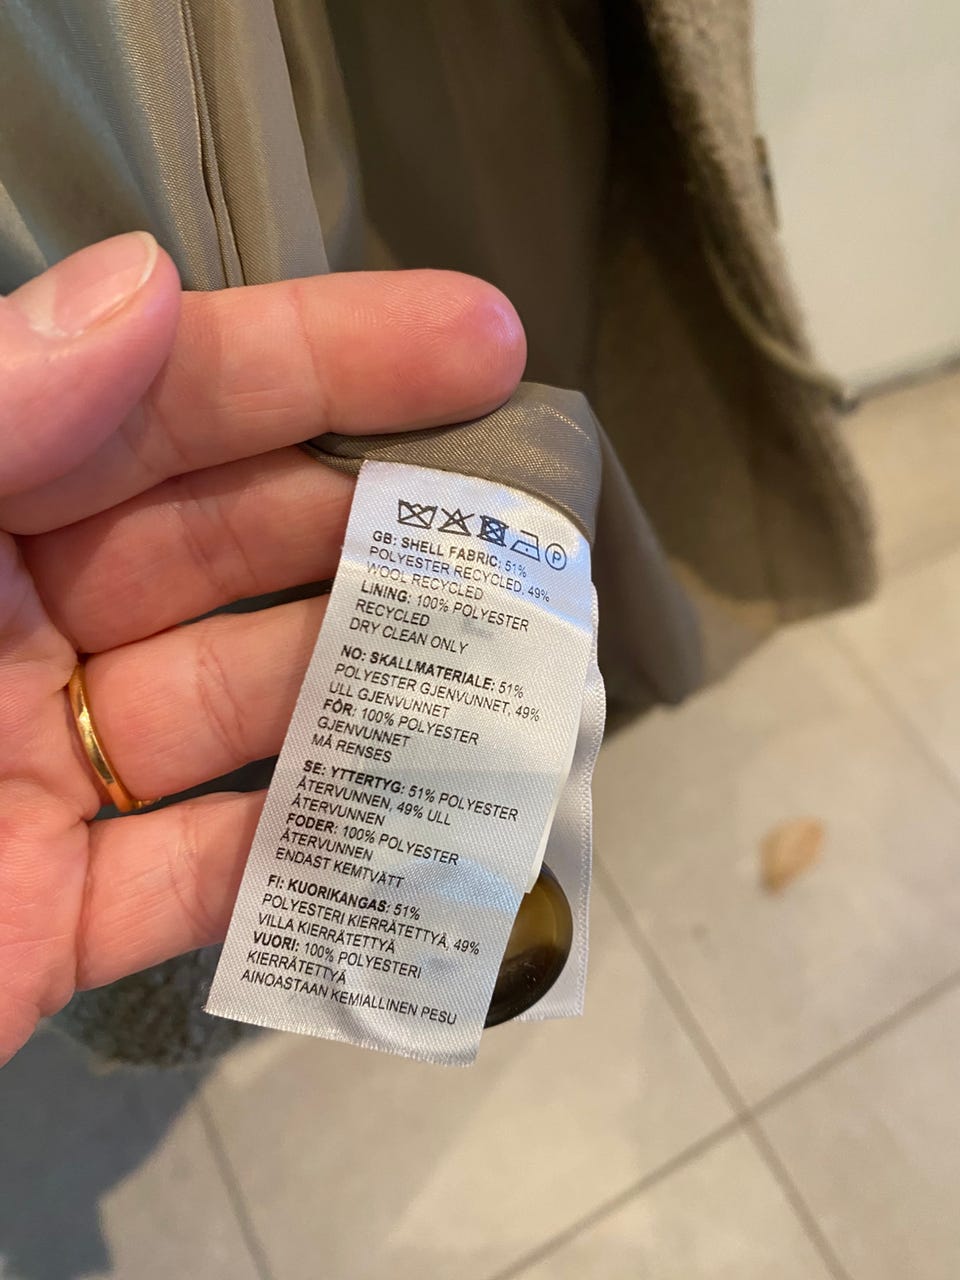 P
GB: SHELL FABRIC: 51%
POLYESTER RECYCLED, 49%
WOOL RECYCLED
LINING: 100% POLYESTER
RECYCLED
DRY CLEAN ONLY
NO: SKALLMATERIALE: 51%
POLYESTER GJENVUNNET, 49%
ULL GJENVUNNET
FÔR: 100% POLYESTER
GJENVUNNET
MÅ RENSES
SE: YTTERTYG: 51% POLYESTER
ÅTERVUNNEN, 49% ULL
ÅTERVUNNEN
FODER: 100% POLYESTER
ÅTERVUNNEN
ENDAST KEMTVÄTT
FI: KUORIKANGAS: 51%
POLYESTERI KIERRÄTETTYÄ, 49%
VILLA KIERRÄTETTYÄ
VUORI: 100% POLYESTERI
KIERRÄTETTYÄ
AINOASTAAN KEMIALLINEN PESU